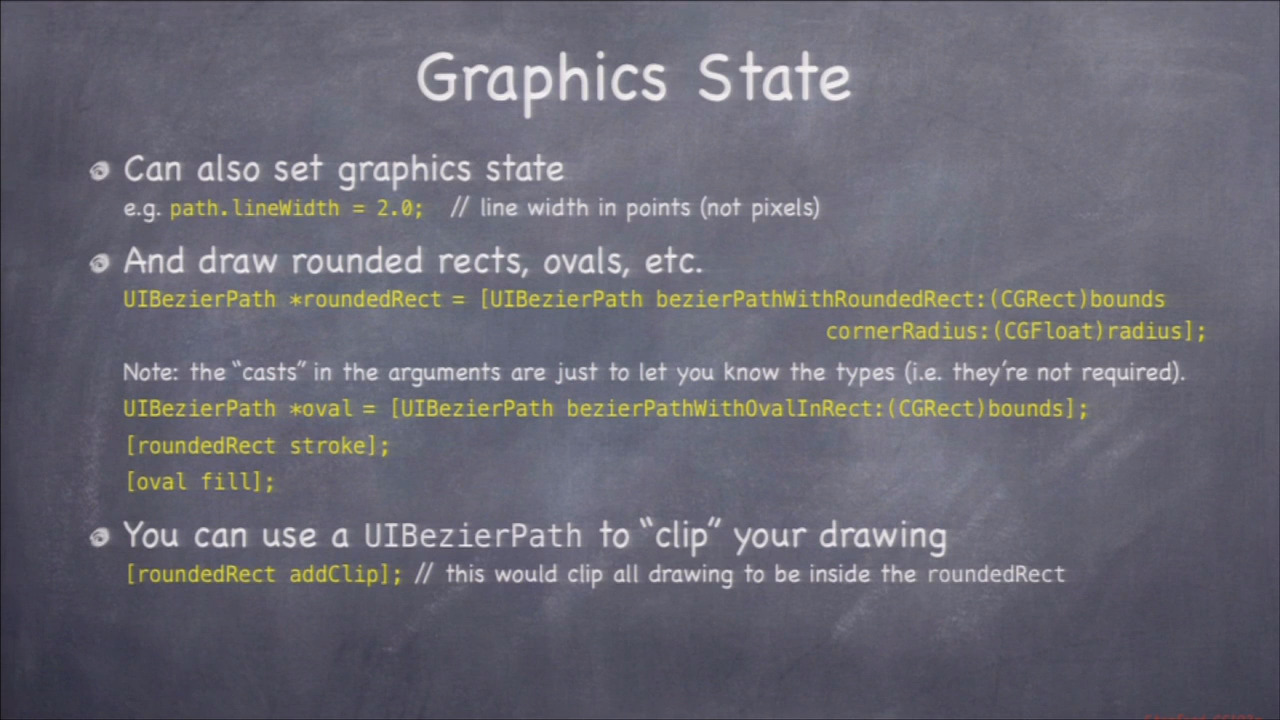 Graphics State
Can also set graphics state
e.g. path.lineWidth = 2.0; // line width in points (not pixels)
And draw rounded rects, ovals, etc.
UIBezierPath *roundedRect = [UIBezierPath bezierPathWithRoundedRect:(CGRect)bounds
cornerRadius:(CGFloat)radius];
Note: the “casts” in the arguments are just to let you know the types (i.e. they’re not required).
UIBezierPath *oval = [UIBezierPath bezierPathWithOvalInRect:(CGRect)bounds];
[roundedRect stroke];
[oval fill];
You can use a UIBezierPath to “clip” your drawing
[roundedRect addClip]; // this would clip all drawing to be inside the roundedRect